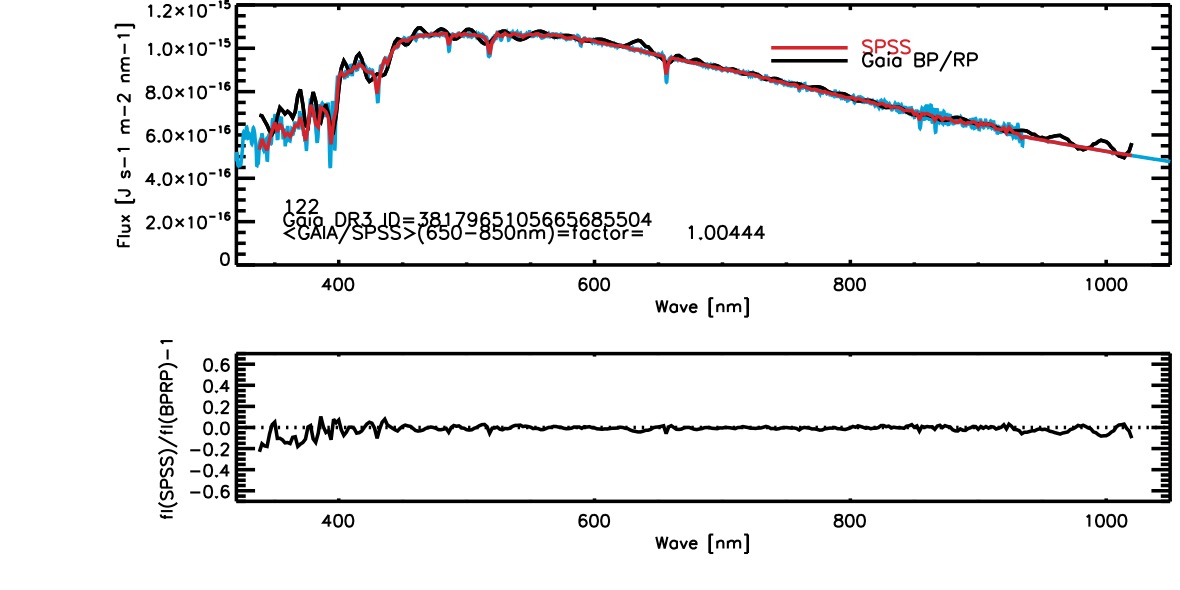 1.2×10⁻¹⁵
1.0×10⁻¹⁵
8.0×10⁻¹⁶
6.0×10⁻¹⁶
4.0×10⁻¹⁶
2.0×10⁻¹⁶
0
Flux [J s−1 m−2 nm−1]
SPSS
Gaia BP/RP
122
Gaia DR3 ID=3817965105665685504
<GAIA/SPSS>(650−850nm)=factor= 1.00444
400 600 800 1000
Wave [nm]
fl(SPSS)/fl(BPRP)−1
0.6
0.4
0.2
0.0
−0.2
−0.4
−0.6
400 600 800 1000
Wave [nm]